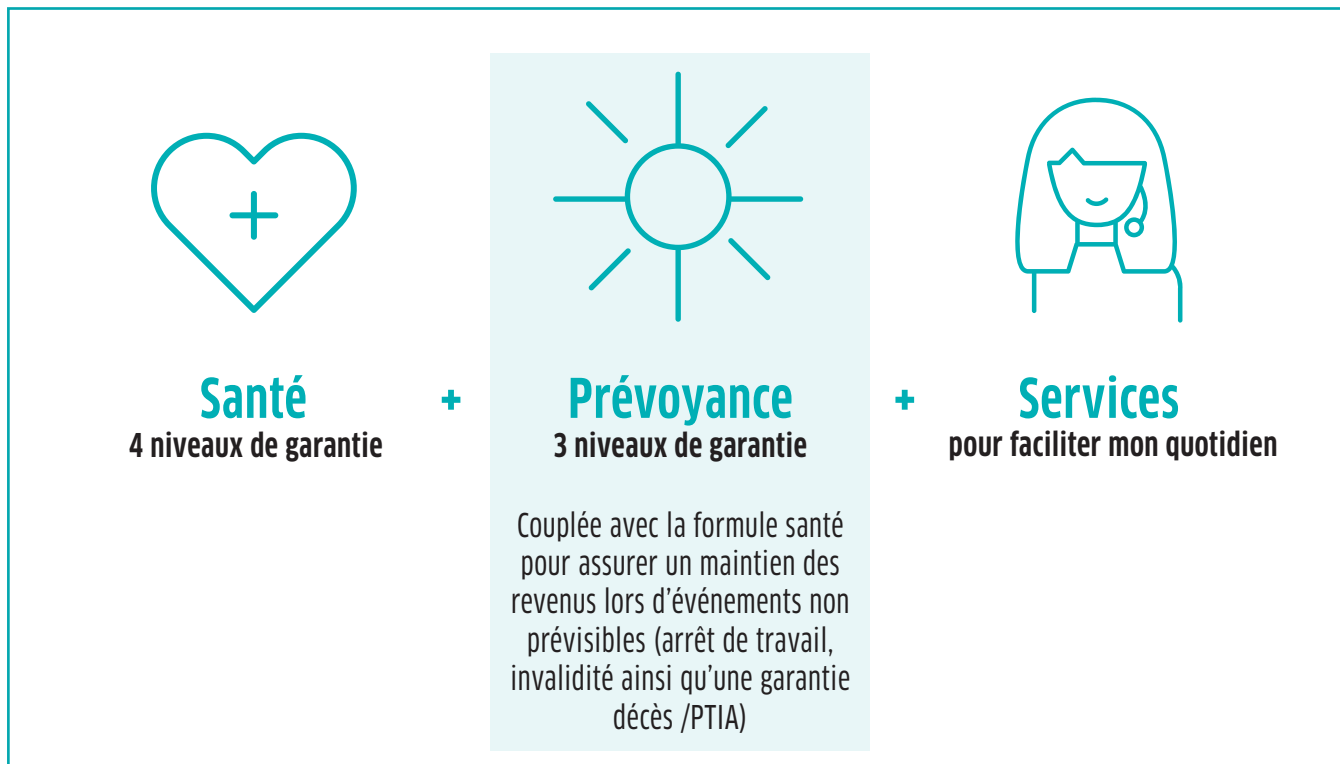 Santé
4 niveaux de garantie
+
Prévoyance
3 niveaux de garantie
Couplée avec la formule santé
pour assurer un maintien des
revenus lors d’événements non
prévisibles (arrêt de travail,
invalidité ainsi qu’une garantie
décès /PTIA)
+
Services
pour faciliter mon quotidien